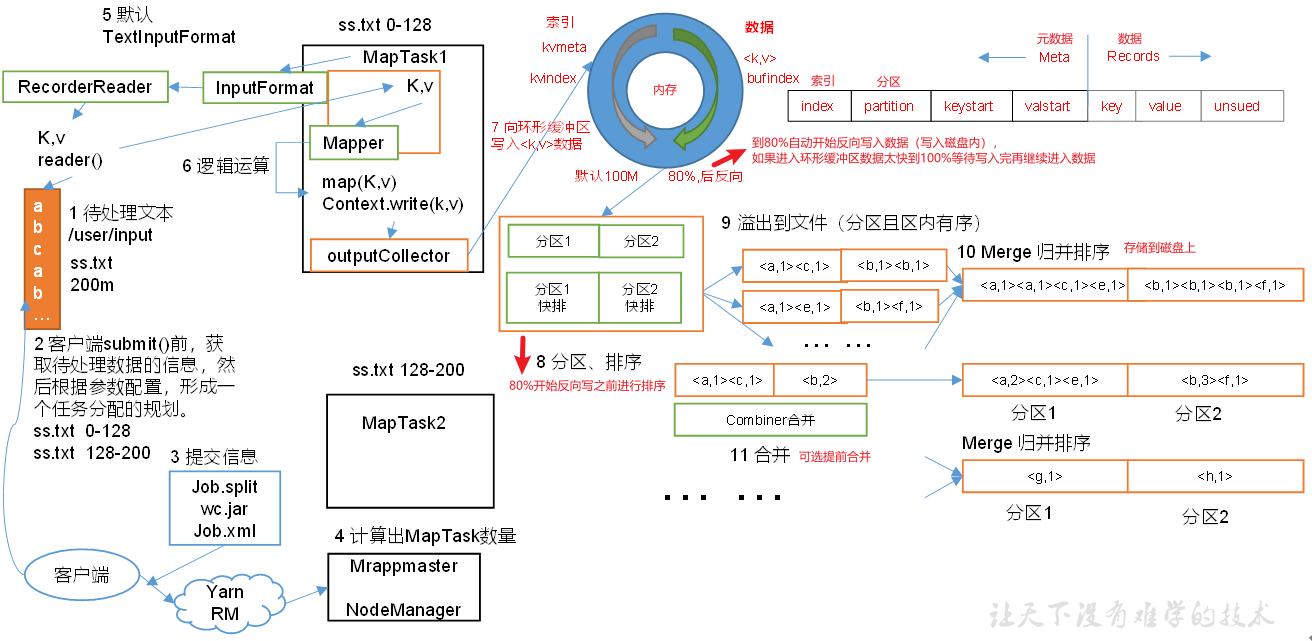 5 默认
TextInputFormat
RecorderReader
InputFormat
K,v
reader()
a
b
c
a
b
...
1 待处理文本
/user/input
ss.txt
200m
2 客户端submit()前，获
取待处理数据的信息，然
后根据参数配置，形成一
个任务分配的规划。
ss.txt 0-128
ss.txt 128-200
3 提交信息
Job.split
wc.jar
Job.xml
客户端
Yarn
RM
4 计算出MapTask数量
Mrappmaster
NodeManager
ss.txt 0-128
MapTask1
K,v
Mapper
6 逻辑运算
map(K,v)
Context.write(k,v)
outputCollector
ss.txt 128-200
MapTask2
7 向环形缓冲区
写入<k,v>数据
索引
kvmeta
kvindex
内存
数据
<k,v>
bufindex
默认100M
80%,后反向
元数据
Meta
数据
Records
索引
分区
index
partition
keystart
valstart
key
value
unsued
到80%自动开始反向写入数据（写入磁盘内），
如果进入环形缓冲区数据太快到100%等待写入完再继续进入数据
分区1
分区2
分区1
快排
分区2
快排
8 分区、排序
80%开始反向写之前进行排序
9 溢出到文件（分区且区内有序）
<a,1><c,1>
<b,1><b,1>
<a,1><e,1>
<b,1><f,1>
... ...
10 Merge 归并排序
存储到磁盘上
<a,1><a,1><c,1><e,1>
<b,1><b,1><b,1><f,1>
<a,1><c,1>
<b,2>
Combiner合并
11 合并
可选提前合并
... ...
<a,2><c,1><e,1>
<b,3><f,1>
分区1
分区2
Merge 归并排序
<g,1>
<h,1>
分区1
分区2
让天下没有难学的技术